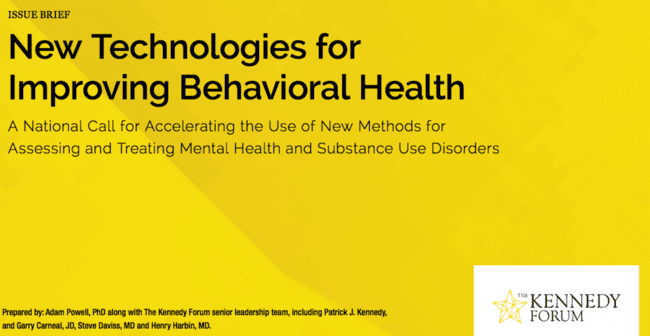 ISSUE BRIEF
New Technologies for
Improving Behavioral Health
A National Call for Accelerating the Use of New Methods for
Assessing and Treating Mental Health and Substance Use Disorders
Prepared by: Adam Powell, PhD along with The Kennedy Forum senior leadership team, including Patrick J. Kennedy,
and Garry Carneal, JD, Steve Daviss, MD and Henry Harbin, MD.
THE
KENNEDY
FORUM